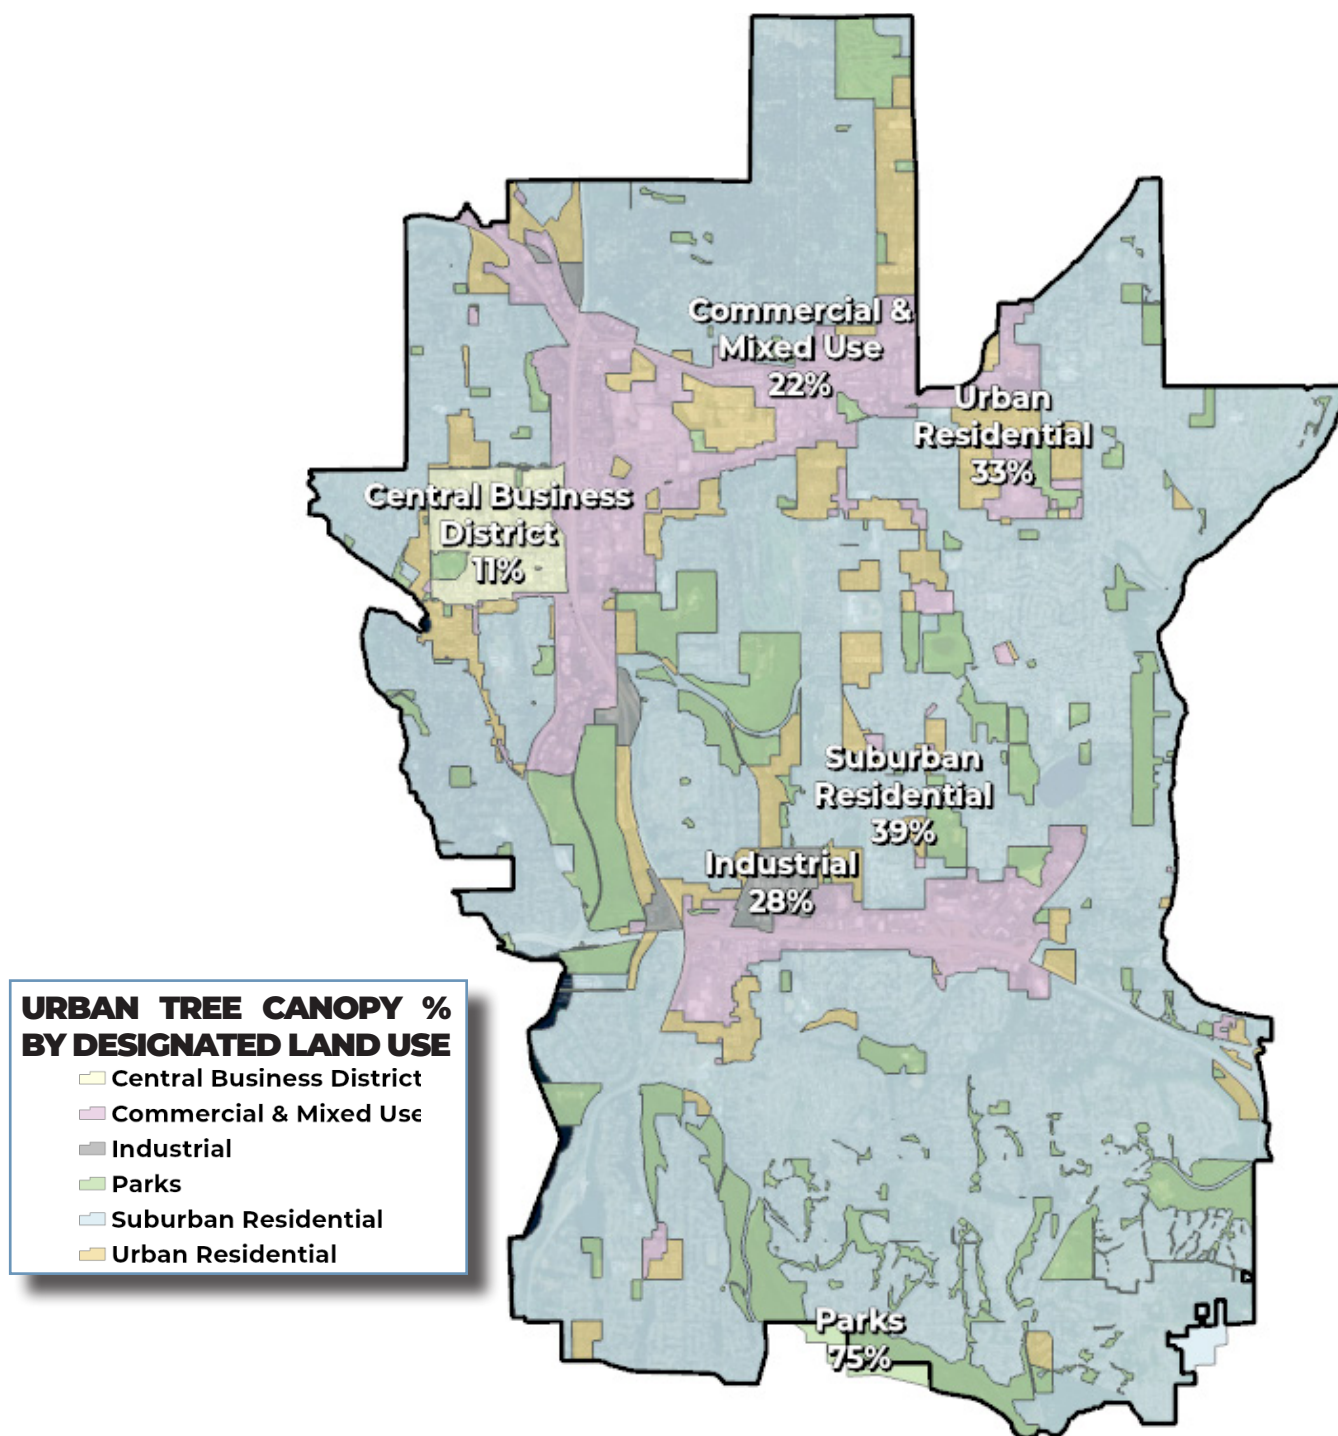 Commercial &
Mixed Use
22%
Urban
Residential
33%
Central Business
District
11%
Suburban
Residential
39%
Industrial
28%
URBAN TREE CANOPY %
BY DESIGNATED LAND USE
Central Business District
Commercial & Mixed Use
Industrial
Parks
Suburban Residential
Urban Residential
Parks
75%